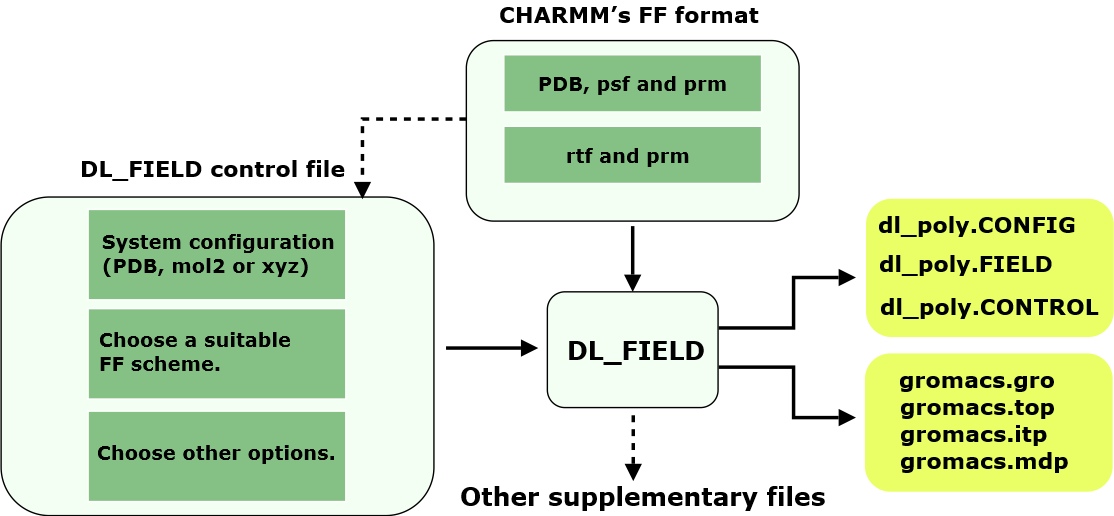 CHARMM’s FF format
PDB, psf and prm
rtf and prm
DL_FIELD control file
System configuration
(PDB, mol2 or xyz)
Choose a suitable
FF scheme.
Choose other options.
DL_FIELD
dl_poly.CONFIG
dl_poly.FIELD
dl_poly.CONTROL
gromacs.gro
gromacs.top
gromacs.itp
gromacs.mdp
Other supplementary files